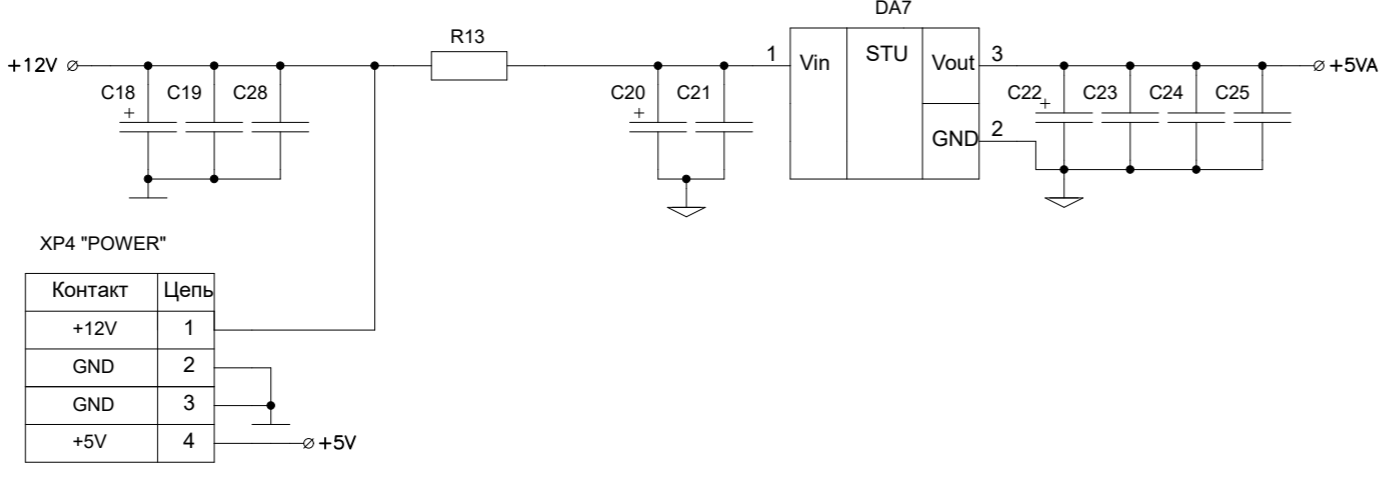 DA7
R13
+12V
1
Vin
STU
Vout
3
+5VA
C18
C19
C28
C20
C21
C22
C23
C24
C25
+
+
+
GND
2
XP4 "POWER"
Контакт Цепь
+12V 1
GND 2
GND 3
+5V 4
+5V